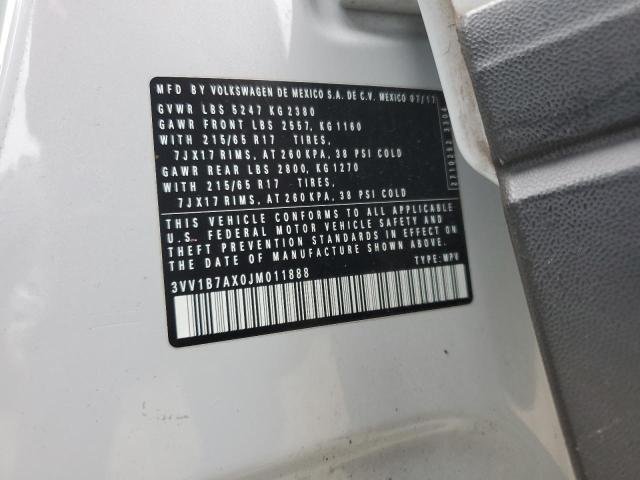 MFD BY VOLKSWAGEN DE MEXICO S.A. DE C.V. MEXICO 07/17
GVWR LBS 5247 KG 2380
GAWR FRONT LBS 2557, KG 1160
WITH 215/65 R17 TIRES,
7JX17 RIMS, AT 260 KPA, 38 PSI COLD
GAWR REAR LBS 2800, KG 1270
WITH 215/65 R17 TIRES,
7JX17 RIMS, AT 260 KPA, 38 PSI COLD
THIS VEHICLE CONFORMS TO ALL APPLICABLE
U.S. FEDERAL MOTOR VEHICLE SAFETY AND
THEFT PREVENTION STANDARDS IN EFFECT ON
THE DATE OF MANUFACTURE SHOWN ABOVE.
3VV1B7AX0JM011888 TYPE: MPV
2710292 3304